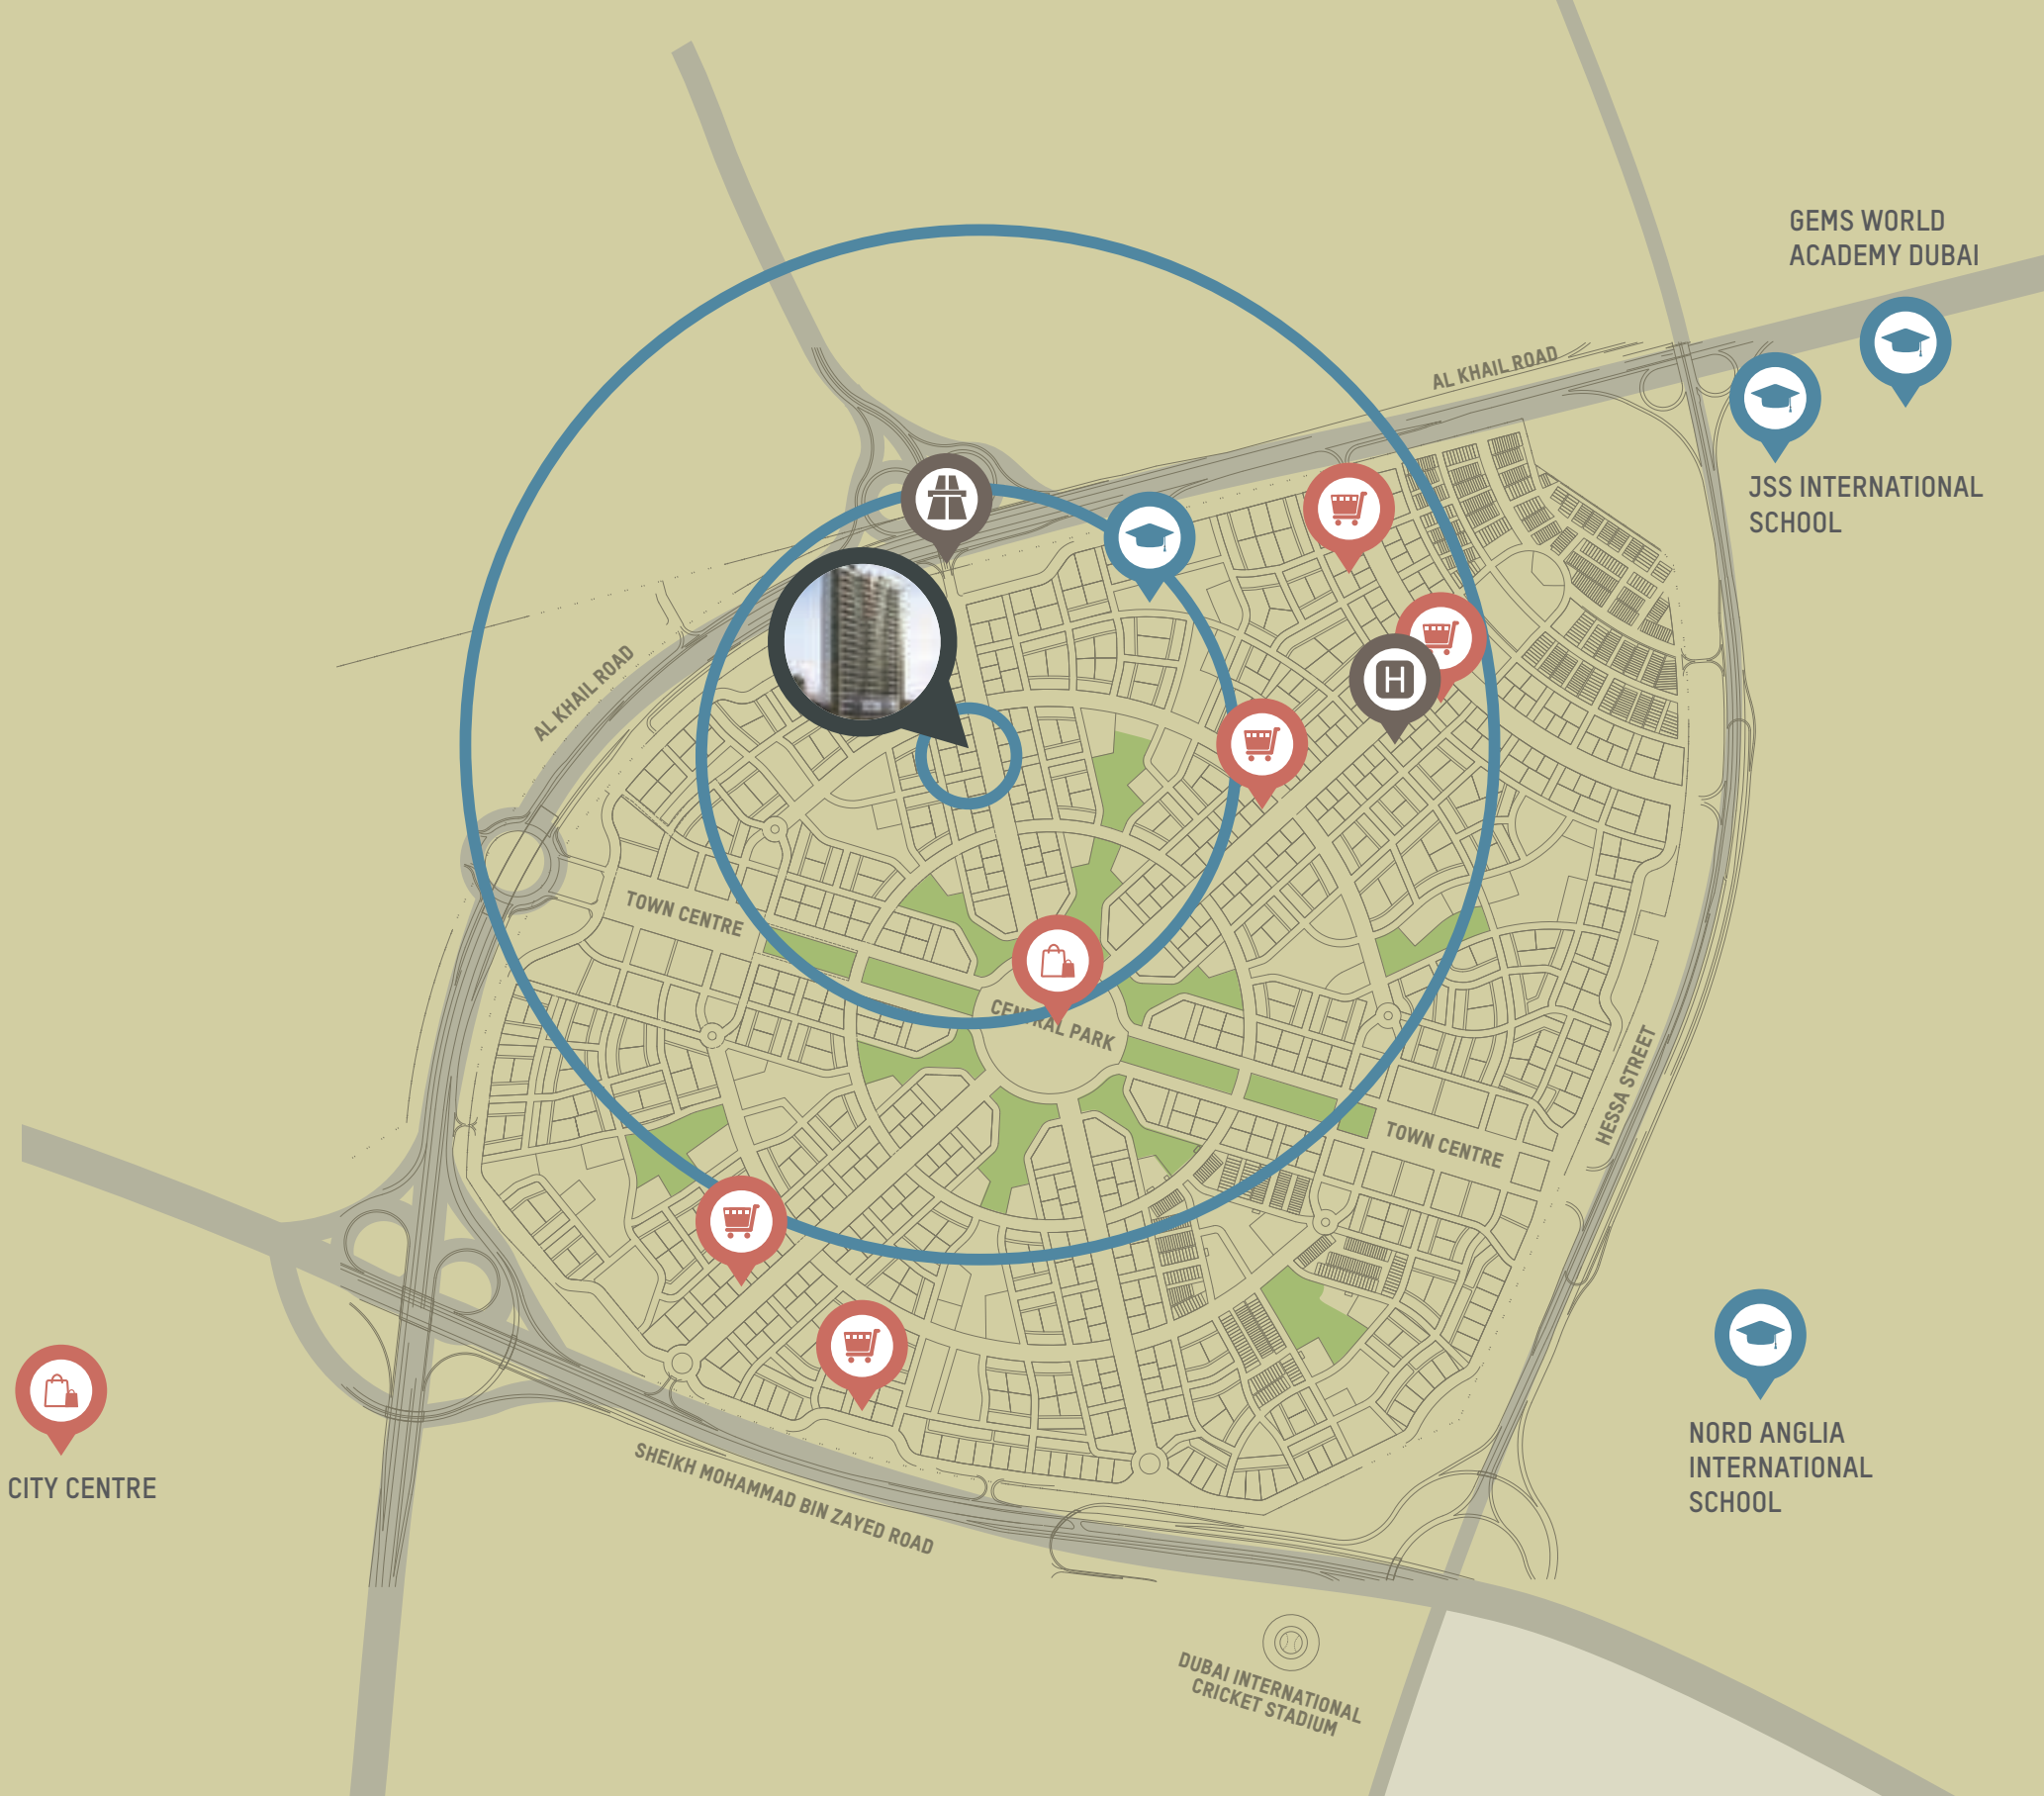 GEMS WORLD
ACADEMY DUBAI
AL KHAIL ROAD
JSS INTERNATIONAL
SCHOOL
AL KHAIL ROAD
H
TOWN CENTRE
CENTRAL PARK
HESSA STREET
TOWN CENTRE
CITY CENTRE
NORD ANGLIA
INTERNATIONAL
SCHOOL
SHEIKH MOHAMMAD BIN ZAYED ROAD
DUBAI INTERNATIONAL
CRICKET STADIUM